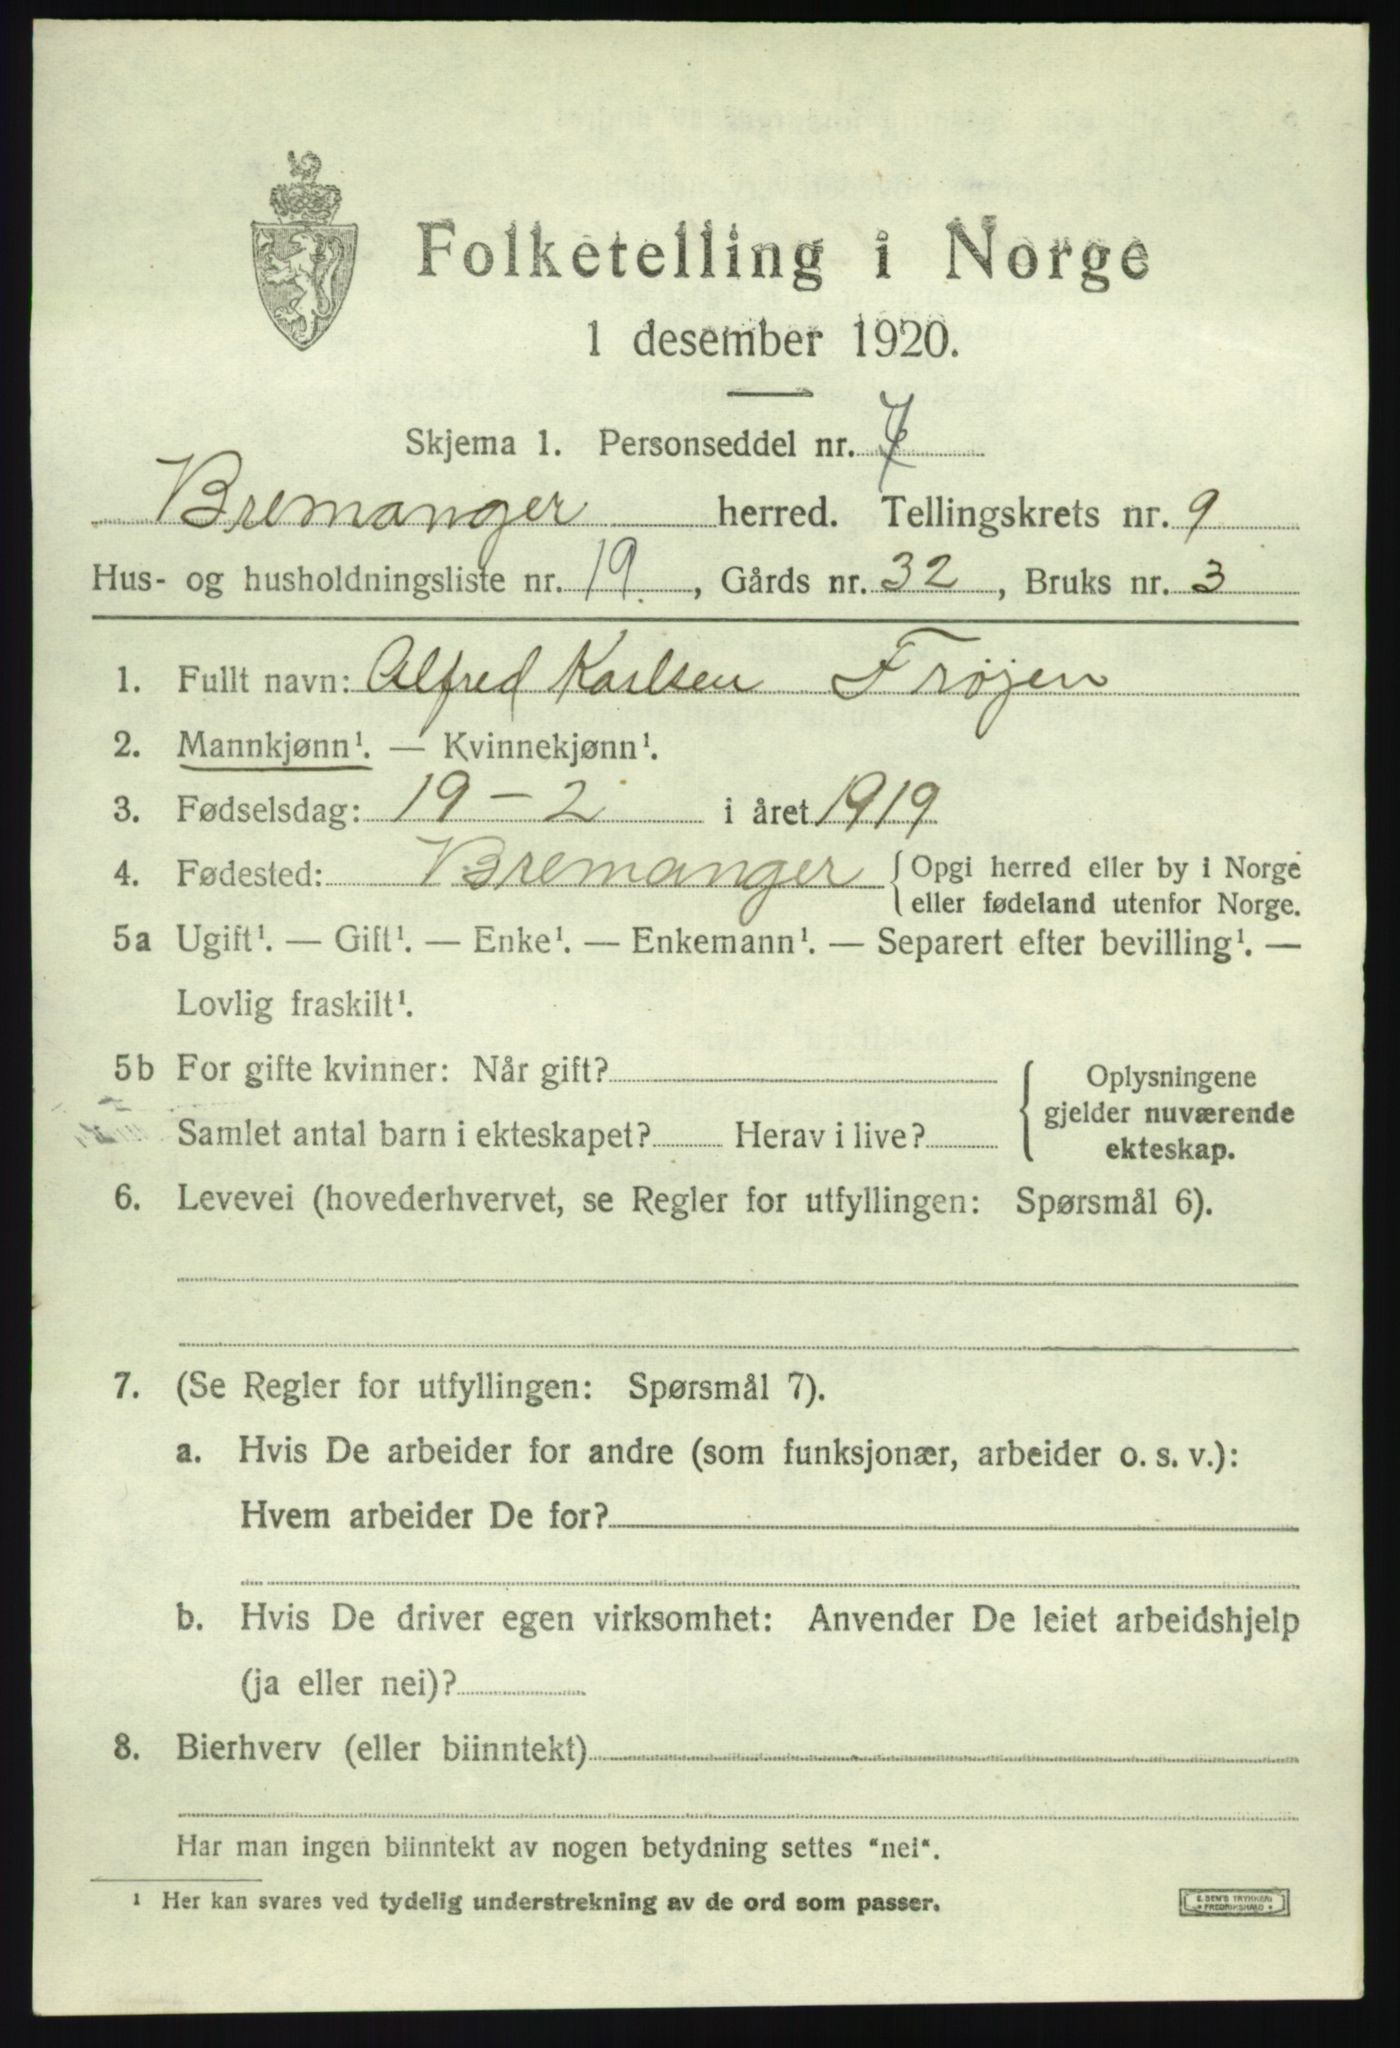 Folketelling i Norge
1 desember 1920.
Skjema 1. Personseddel nr. 7
Bremanger herred. Tellingskrets nr. 9
Hus- og husholdningsliste nr. 19, Gårds nr. 32, Bruks nr. 3
1. Fullt navn: Alfred Karlsen Frøjen
2. Mannkjønn¹. — Kvinnekjønn¹.
3. Fødselsdag: 19 – 2 i året 1919
4. Fødested: Bremanger { Opgi herred eller by i Norge
eller fødeland utenfor Norge.
5a Ugift¹. — Gift¹. — Enke¹. — Enkemann¹. — Separert efter bevilling¹. —
Lovlig fraskilt¹.
5b For gifte kvinner: Når gift?
Samlet antal barn i ekteskapet? Herav i live?
Oplysningene
gjelder nuværende
ekteskap.
6. Levevei (hovederhvervet, se Regler for utfyllingen: Spørsmål 6).
7. (Se Regler for utfyllingen: Spørsmål 7).
a. Hvis De arbeider for andre (som funksjonær, arbeider o. s. v.):
Hvem arbeider De for?
b. Hvis De driver egen virksomhet: Anvender De leiet arbeidshjelp
(ja eller nei)?
8. Bierhverv (eller biinntekt)
Har man ingen biinntekt av nogen betydning settes "nei".
¹ Her kan svares ved tydelig understrekning av de ord som passer.
E. SEM'S TRYKKERI
FREDRIKSHALD